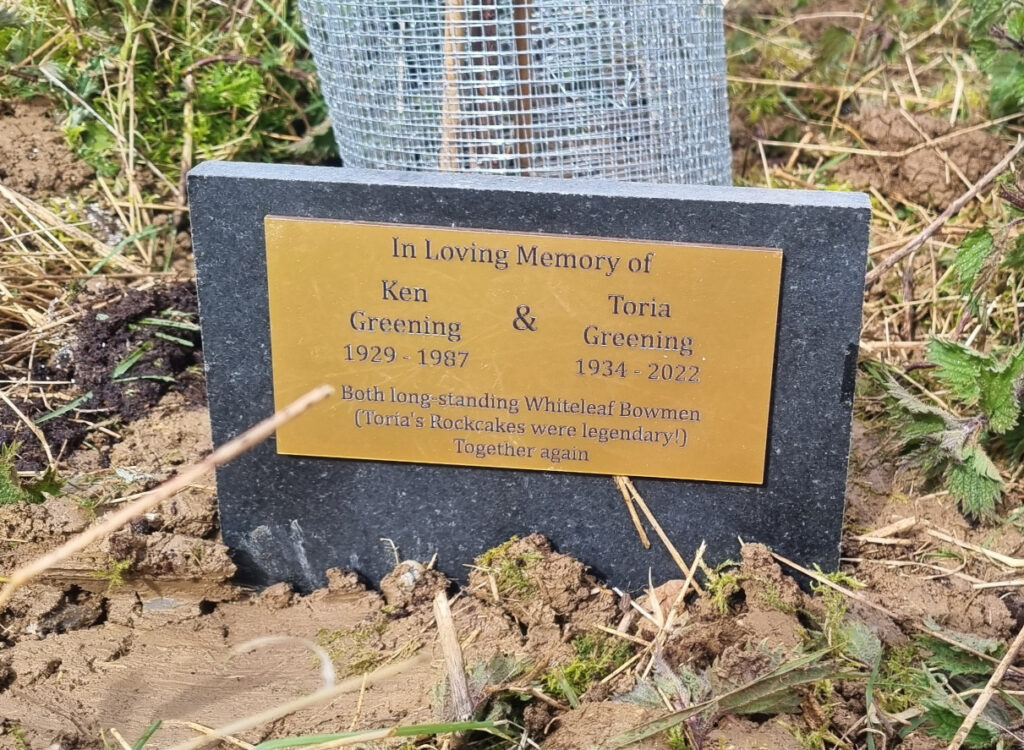 In Loving Memory of
Ken & Toria
Greening Greening
1929 - 1987 1934 - 2022
Both long-standing Whiteleaf Bowmen
(Toria's Rockcakes were legendary!)
Together again